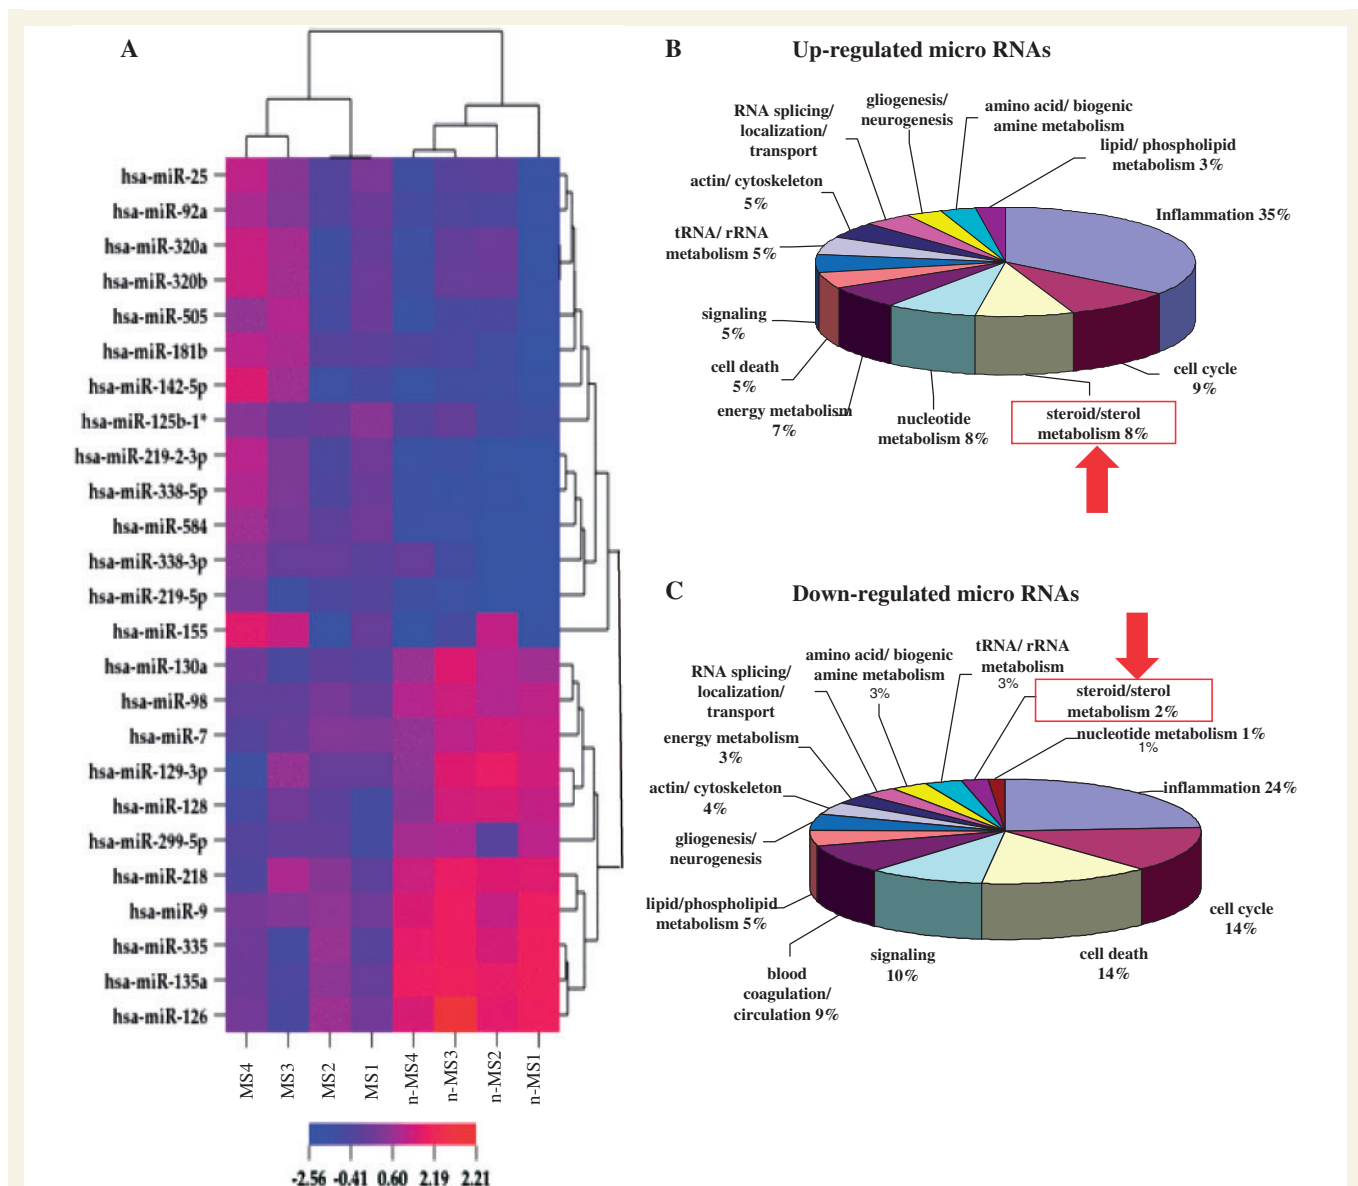 A
hsa-miR-25
hsa-miR-92a
hsa-miR-320a
hsa-miR-320b
hsa-miR-505
hsa-miR-181b
hsa-miR-142-5p
hsa-miR-125b-1*
hsa-miR-219-2-3p
hsa-miR-338-5p
hsa-miR-584
hsa-miR-338-3p
hsa-miR-219-5p
hsa-miR-155
hsa-miR-130a
hsa-miR-98
hsa-miR-7
hsa-miR-129-3p
hsa-miR-128
hsa-miR-299-5p
hsa-miR-218
hsa-miR-9
hsa-miR-335
hsa-miR-135a
hsa-miR-126
MS4
MS3
MS2
MS1
n-MS4
n-MS3
n-MS2
n-MS1
-2.56 -0.41 0.60 2.19 2.21
B
Up-regulated micro RNAs
RNA splicing/
localization/
transport
gliogenesis/
neurogenesis
amino acid/ biogenic
amine metabolism
lipid/ phospholipid
metabolism 3%
Inflammation 35%
actin/ cytoskeleton
5%
tRNA/ rRNA
metabolism 5%
signaling
5%
cell death
5%
energy metabolism
7%
nucleotide
metabolism 8%
steroid/sterol
metabolism 8%
cell cycle
9%
C
Down-regulated micro RNAs
RNA splicing/
localization/
transport
amino acid/ biogenic
amine metabolism
3%
tRNA/ rRNA
metabolism
3%
steroid/sterol
metabolism 2%
nucleotide metabolism 1%
1%
inflammation 24%
energy metabolism
3%
actin/ cytoskeleton
4%
gliogenesis/
neurogenesis
lipid/phospholipid
metabolism 5%
blood
coagulation/
circulation 9%
signaling
10%
cell death
14%
cell cycle
14%